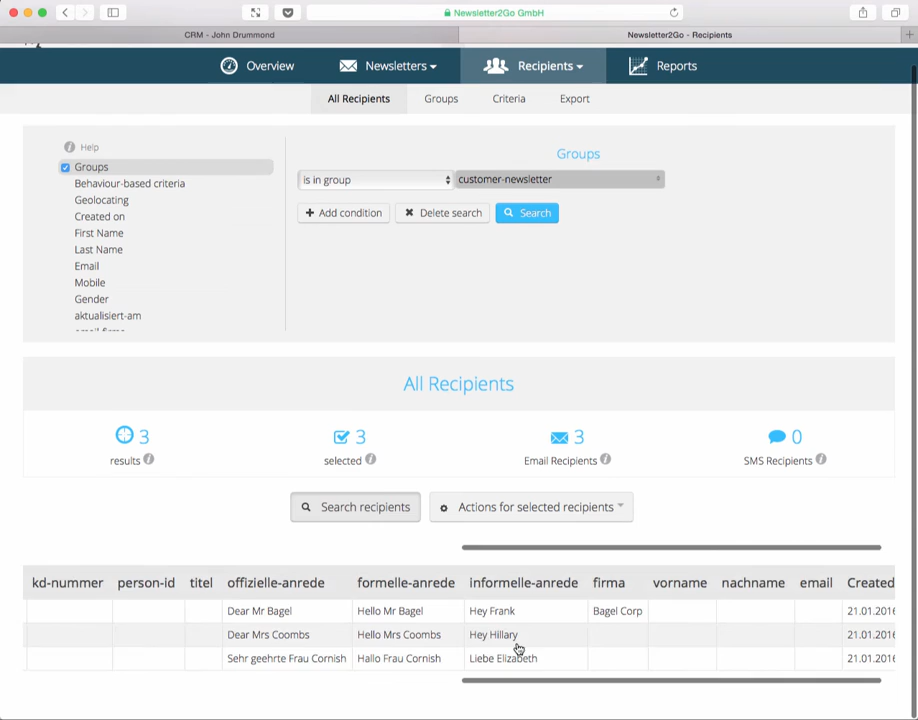 Newsletter2Go GmbH
CRM - John Drummond
Newsletter2Go - Recipients
Overview
Newsletters
Recipients
Reports
All Recipients
Groups
Criteria
Export
Help
Groups
Behaviour-based criteria
Geolocating
Created on
First Name
Last Name
Email
Mobile
Gender
aktualisiert-am
Groups
is in group
customer-newsletter
+ Add condition
Delete search
Search
All Recipients
3
results
3
selected
3
Email Recipients
0
SMS Recipients
Search recipients
Actions for selected recipients
kd-nummer person-id titel offizielle-anrede formelle-anrede informelle-anrede firma vorname nachname email Created
Dear Mr Bagel Hello Mr Bagel Hey Frank Bagel Corp 21.01.2016
Dear Mrs Coombs Hello Mrs Coombs Hey Hillary 21.01.2016
Sehr geehrte Frau Cornish Hallo Frau Cornish Liebe Elizabeth 21.01.2016